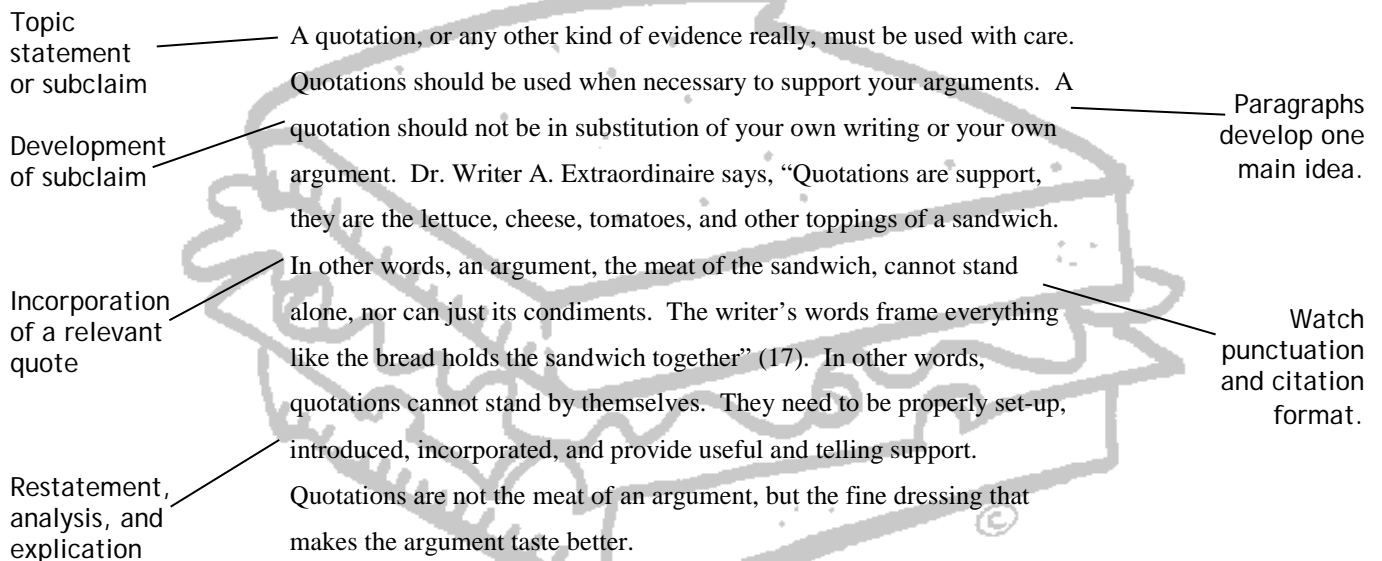 Topic
statement
or subclaim
Development
of subclaim
Incorporation
of a relevant
quote
Restatement,
analysis, and
explication
A quotation, or any other kind of evidence really, must be used with care.
Quotations should be used when necessary to support your arguments. A
quotation should not be in substitution of your own writing or your own
argument. Dr. Writer A. Extraordinaire says, “Quotations are support,
they are the lettuce, cheese, tomatoes, and other toppings of a sandwich.
In other words, an argument, the meat of the sandwich, cannot stand
alone, nor can just its condiments. The writer’s words frame everything
like the bread holds the sandwich together” (17). In other words,
quotations cannot stand by themselves. They need to be properly set-up,
introduced, incorporated, and provide useful and telling support.
Quotations are not the meat of an argument, but the fine dressing that
makes the argument taste better.
©
Paragraphs
develop one
main idea.
Watch
punctuation
and citation
format.